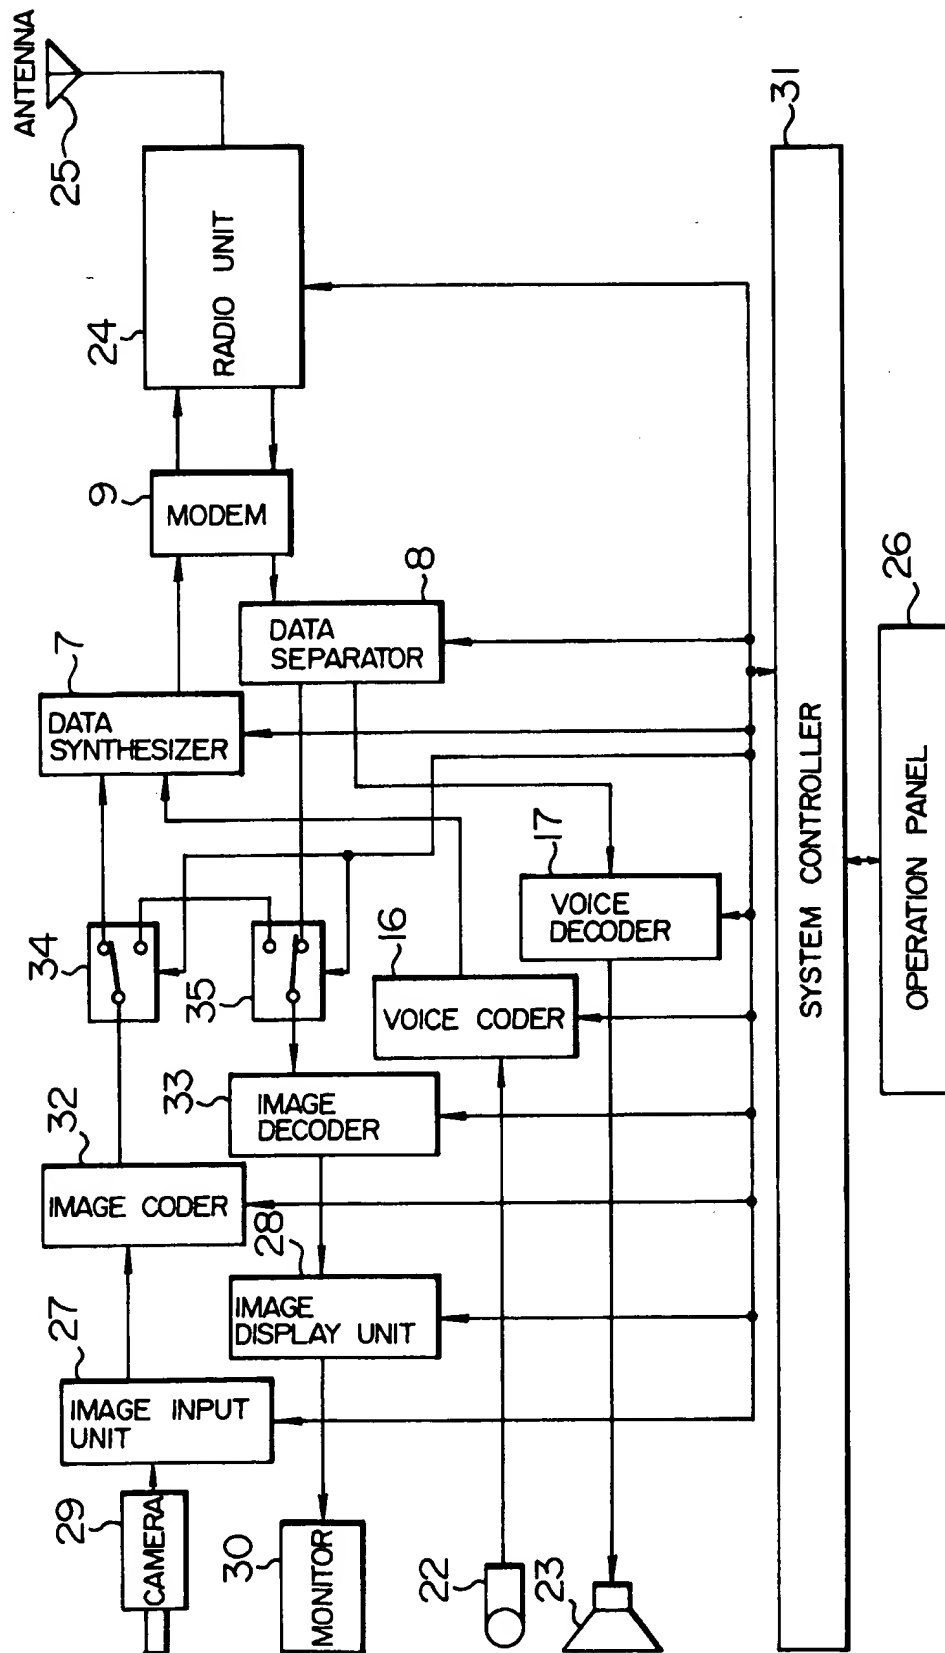 ANTENNA
25
24
RADIO UNIT
9
MODEM
8
DATA
SEPARATOR
7
DATA
SYNTHESIZER
34
35
16
VOICE CODER
17
VOICE
DECODER
33
IMAGE
DECODER
32
IMAGE CODER
28
IMAGE
DISPLAY UNIT
27
IMAGE INPUT
UNIT
29
CAMERA
30
MONITOR
22
23
31
SYSTEM CONTROLLER
26
OPERATION PANEL